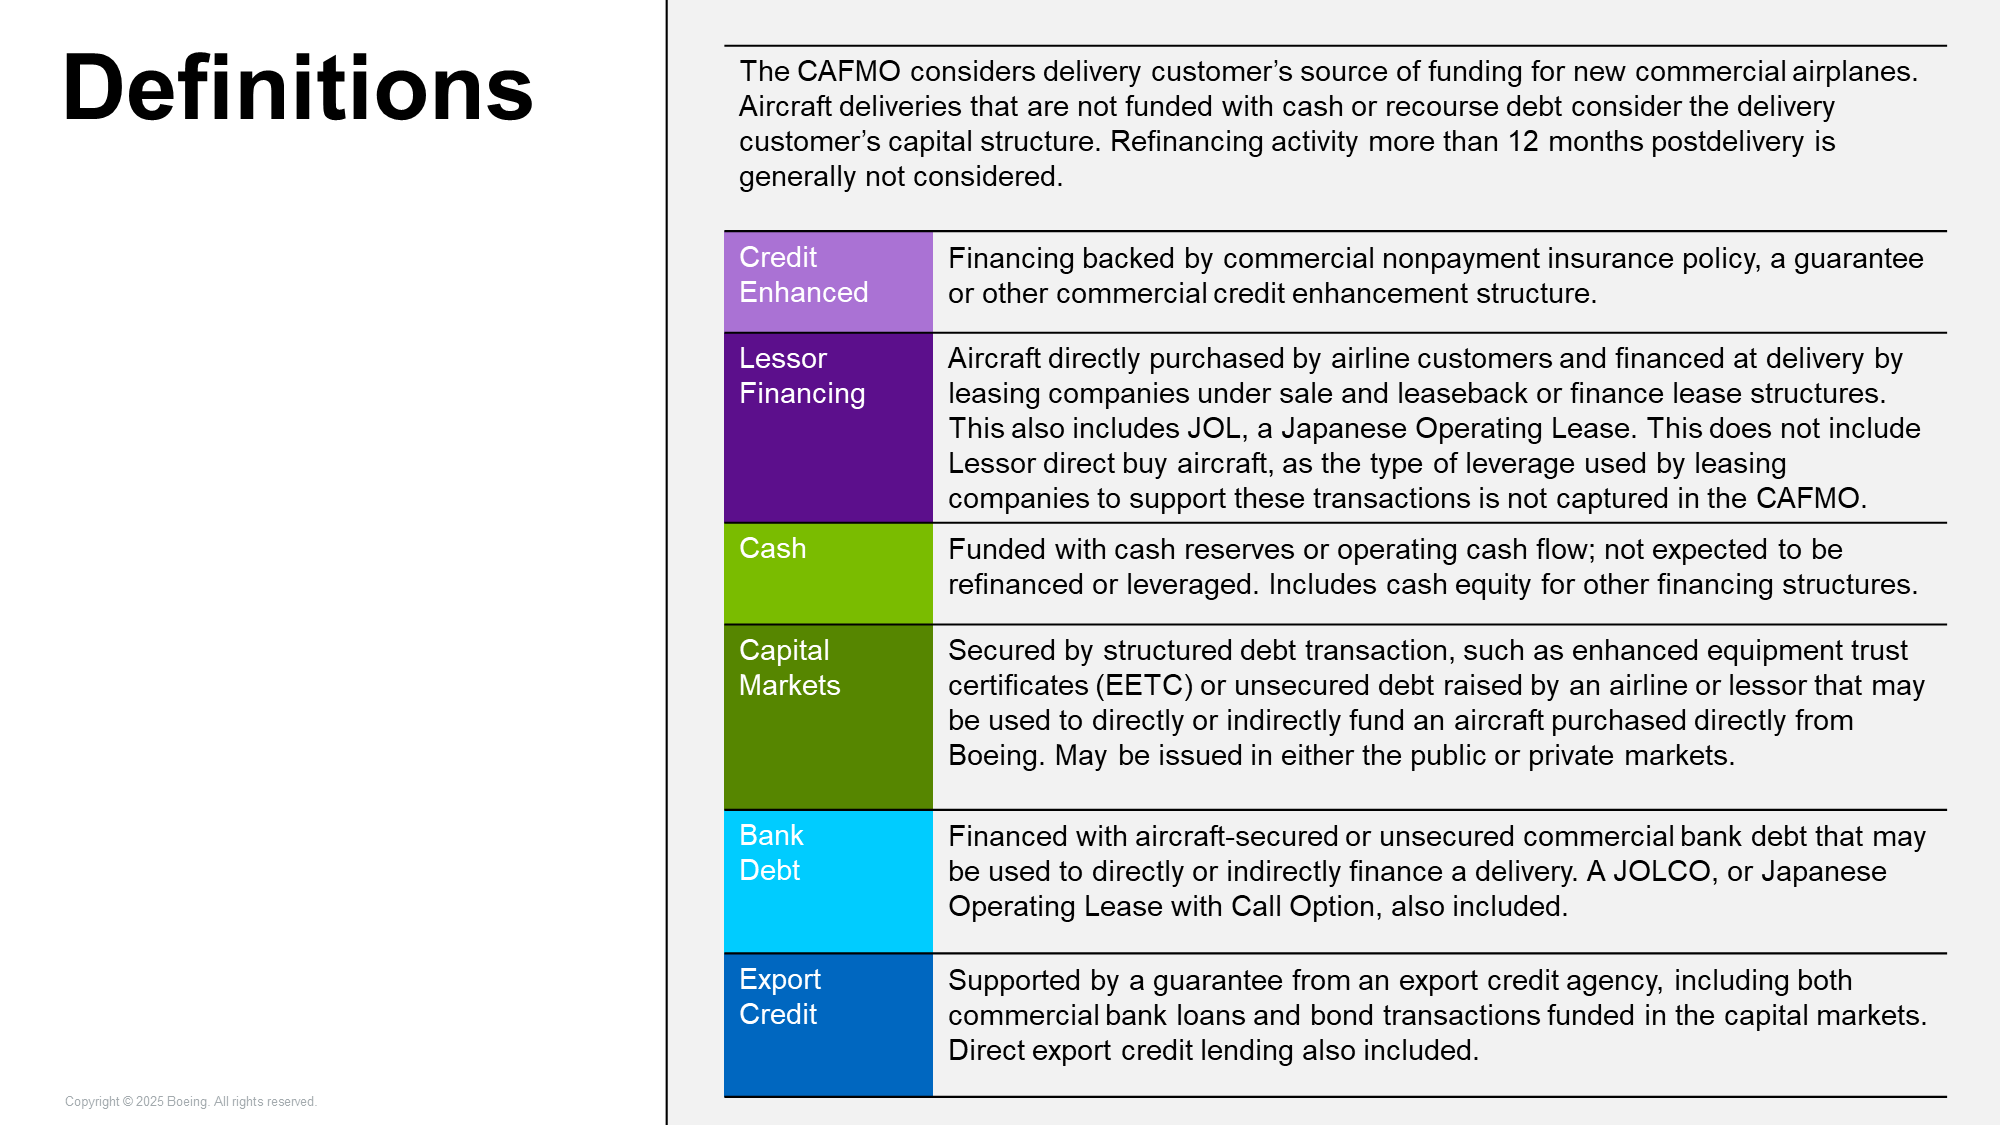 Definitions
The CAFMO considers delivery customer’s source of funding for new commercial airplanes.
Aircraft deliveries that are not funded with cash or recourse debt consider the delivery
customer’s capital structure. Refinancing activity more than 12 months postdelivery is
generally not considered.
Credit
Enhanced
Financing backed by commercial nonpayment insurance policy, a guarantee
or other commercial credit enhancement structure.
Lessor
Financing
Aircraft directly purchased by airline customers and financed at delivery by
leasing companies under sale and leaseback or finance lease structures.
This also includes JOL, a Japanese Operating Lease. This does not include
Lessor direct buy aircraft, as the type of leverage used by leasing
companies to support these transactions is not captured in the CAFMO.
Cash
Funded with cash reserves or operating cash flow; not expected to be
refinanced or leveraged. Includes cash equity for other financing structures.
Capital
Markets
Secured by structured debt transaction, such as enhanced equipment trust
certificates (EETC) or unsecured debt raised by an airline or lessor that may
be used to directly or indirectly fund an aircraft purchased directly from
Boeing. May be issued in either the public or private markets.
Bank
Debt
Financed with aircraft-secured or unsecured commercial bank debt that may
be used to directly or indirectly finance a delivery. A JOLCO, or Japanese
Operating Lease with Call Option, also included.
Export
Credit
Supported by a guarantee from an export credit agency, including both
commercial bank loans and bond transactions funded in the capital markets.
Direct export credit lending also included.
Copyright © 2025 Boeing. All rights reserved.